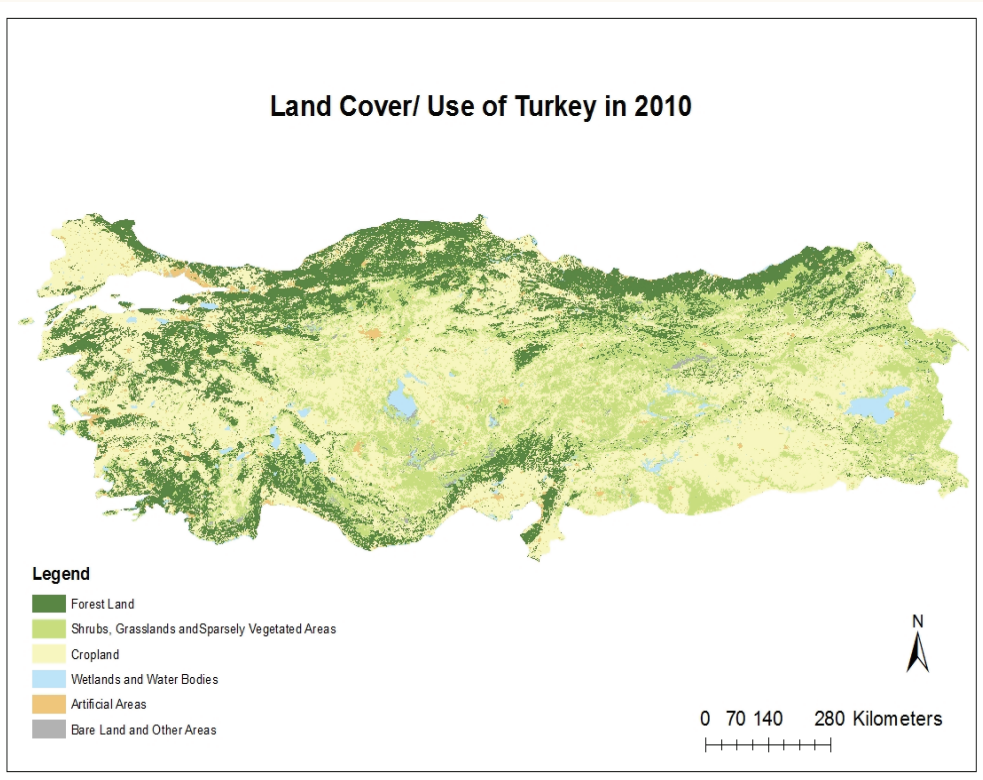 Land Cover/ Use of Turkey in 2010
Legend
Forest Land
Shrubs, Grasslands andSparsely Vegetated Areas
Cropland
Wetlands and Water Bodies
Artificial Areas
Bare Land and Other Areas
N
0 70 140 280 Kilometers